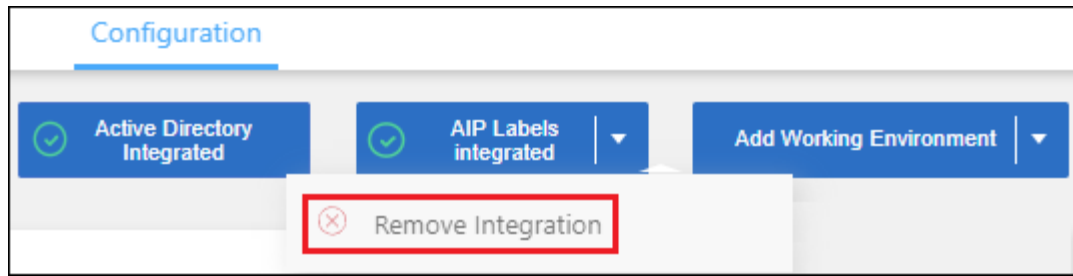 Configuration
Active Directory
Integrated
AIP Labels
integrated
Add Working Environment
Remove Integration